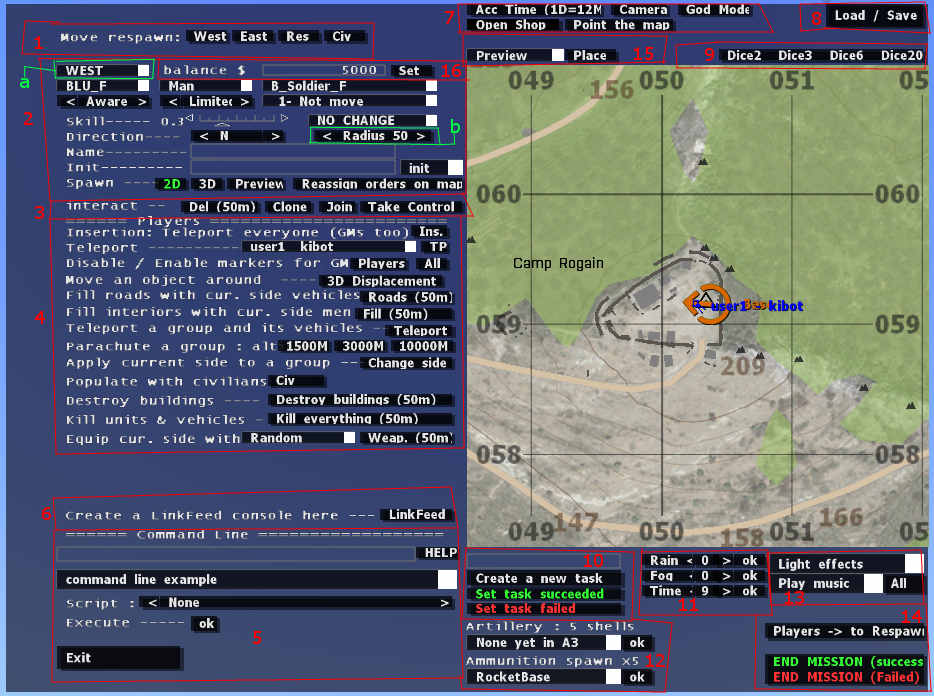 7
Acc Time (1D=12M
Camera
God Mode
Open Shop
Point the map
8
Load / Save
1
Move respawn:
West
East
Res
Civ
15
Preview
Place
9
Dice2
Dice3
Dice6
Dice20
a
WEST
balance $
5000
Set
16
BLU_F
Man
B_Soldier_F
< Aware >
< Limitec >
1- Not move
2
Skill-----
0.3
NO CHANGE
Direction----
< N >
< Radius 50 >
b
Name---------
Init---------
init
Spawn ----
2D
3D
Preview
Reassign orders on map
3
Interact --
Del (50m)
Clone
Join
Take Control
====== Players ======================
Insertion: Teleport everyone (GMs too)
Ins.
Teleport -----------
user1 kibot
TP
Disable / Enable markers for GM
Players
All
Move an object around ----
3D Displacement
Fill roads with cur. side vehicles
Roads (50m)
4
Fill interiors with cur. side men
Fill (50m)
Teleport a group and its vehicles --
Teleport
Parachute a group : alt
1500M
3000M
10000M
Apply current side to a group --
Change side
Populate with civilians
Civ
Destroy buildings ----
Destroy buildings (50m)
Kill units & vehicles -
Kill everything (50m)
Equip cur. side with
Random
Weap. (50m)
6
Create a LinkFeed console here ---
LinkFeed
====== Command Line =================
HELP
command line example
Script :
< None >
Execute -----
ok
5
Exit
049
050
051
05
156
060
060
Camp Rogain
user1 kibot
059
059
209
058
058
049
147
050
158
051
166
05
10
Create a new task
Set task succeeded
Set task failed
Rain < 0 > ok
Fog < 0 > ok
Time < 9 > ok
11
Light effects
Play music
All
13
Artillery : 5 shells
None yet in A3
ok
Ammunition spawn x5
12
RocketBase
ok
14
Players -> to Respawn
END MISSION (success
END MISSION (Failed)